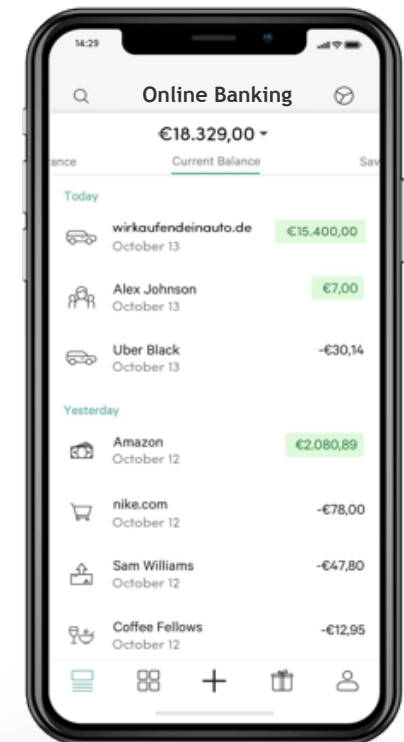 14:29
Online Banking
€18.329,00
ance Current Balance Sav
Today
wirkaufendeinauto.de €15.400,00
October 13
Alex Johnson €7,00
October 13
Uber Black -€30,14
October 13
Yesterday
Amazon €2.080,89
October 12
nike.com -€78,00
October 12
Sam Williams -€47,80
October 12
Coffee Fellows -€12,95
October 12